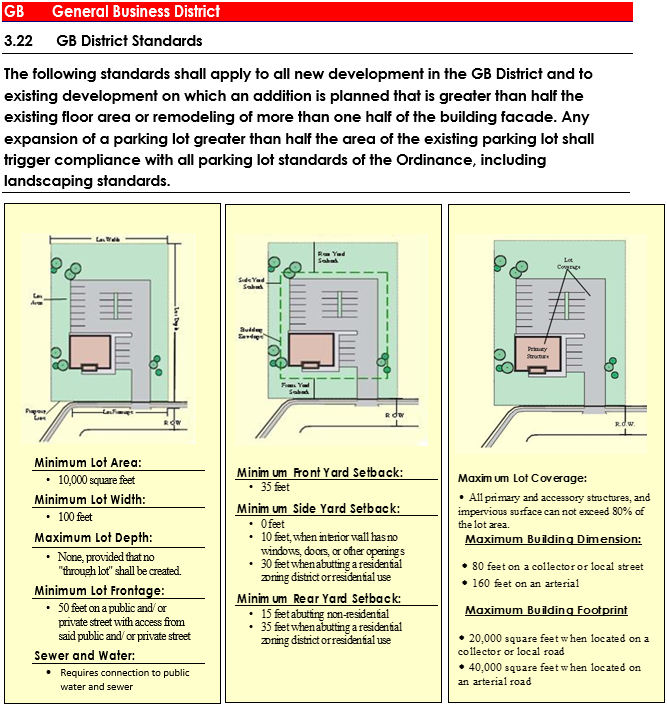 GB General Business District
3.22 GB District Standards
The following standards shall apply to all new development in the GB District and to
existing development on which an addition is planned that is greater than half the
existing floor area or remodeling of more than one half of the building facade. Any
expansion of a parking lot greater than half the area of the existing parking lot shall
trigger compliance with all parking lot standards of the Ordinance, including
landscaping standards.
Lot Width
Lot
Area
Lot Depth
Property
Line
Lot Frontage
R.O.W
Minimum Lot Area:
• 10,000 square feet
Minimum Lot Width:
• 100 feet
Maximum Lot Depth:
• None, provided that no
"through lot" shall be created.
Minimum Lot Frontage:
• 50 feet on a public and/ or
private street with access from
said public and/ or private street
Sewer and Water:
• Requires connection to public
water and sewer
Rear Yard
Setback
Side Yard
Setback
Building
Envelope
Front Yard
Setback
R.O.W
Minimum Front Yard Setback:
• 35 feet
Minimum Side Yard Setback:
• 0 feet
• 10 feet, when interior wall has no
windows, doors, or other openings
• 30 feet when abutting a residential
zoning district or residential use
Minimum Rear Yard Setback:
• 15 feet abutting non-residential
• 35 feet when abutting a residential
zoning district or residential use
Lot
Coverage
Primary
Structure
R.O.W.
Maximum Lot Coverage:
• All primary and accessory structures, and
impervious surface can not exceed 80% of
the lot area.
Maximum Building Dimension:
• 80 feet on a collector or local street
• 160 feet on an arterial
Maximum Building Footprint
• 20,000 square feet when located on a
collector or local road
• 40,000 square feet when located on
an arterial road